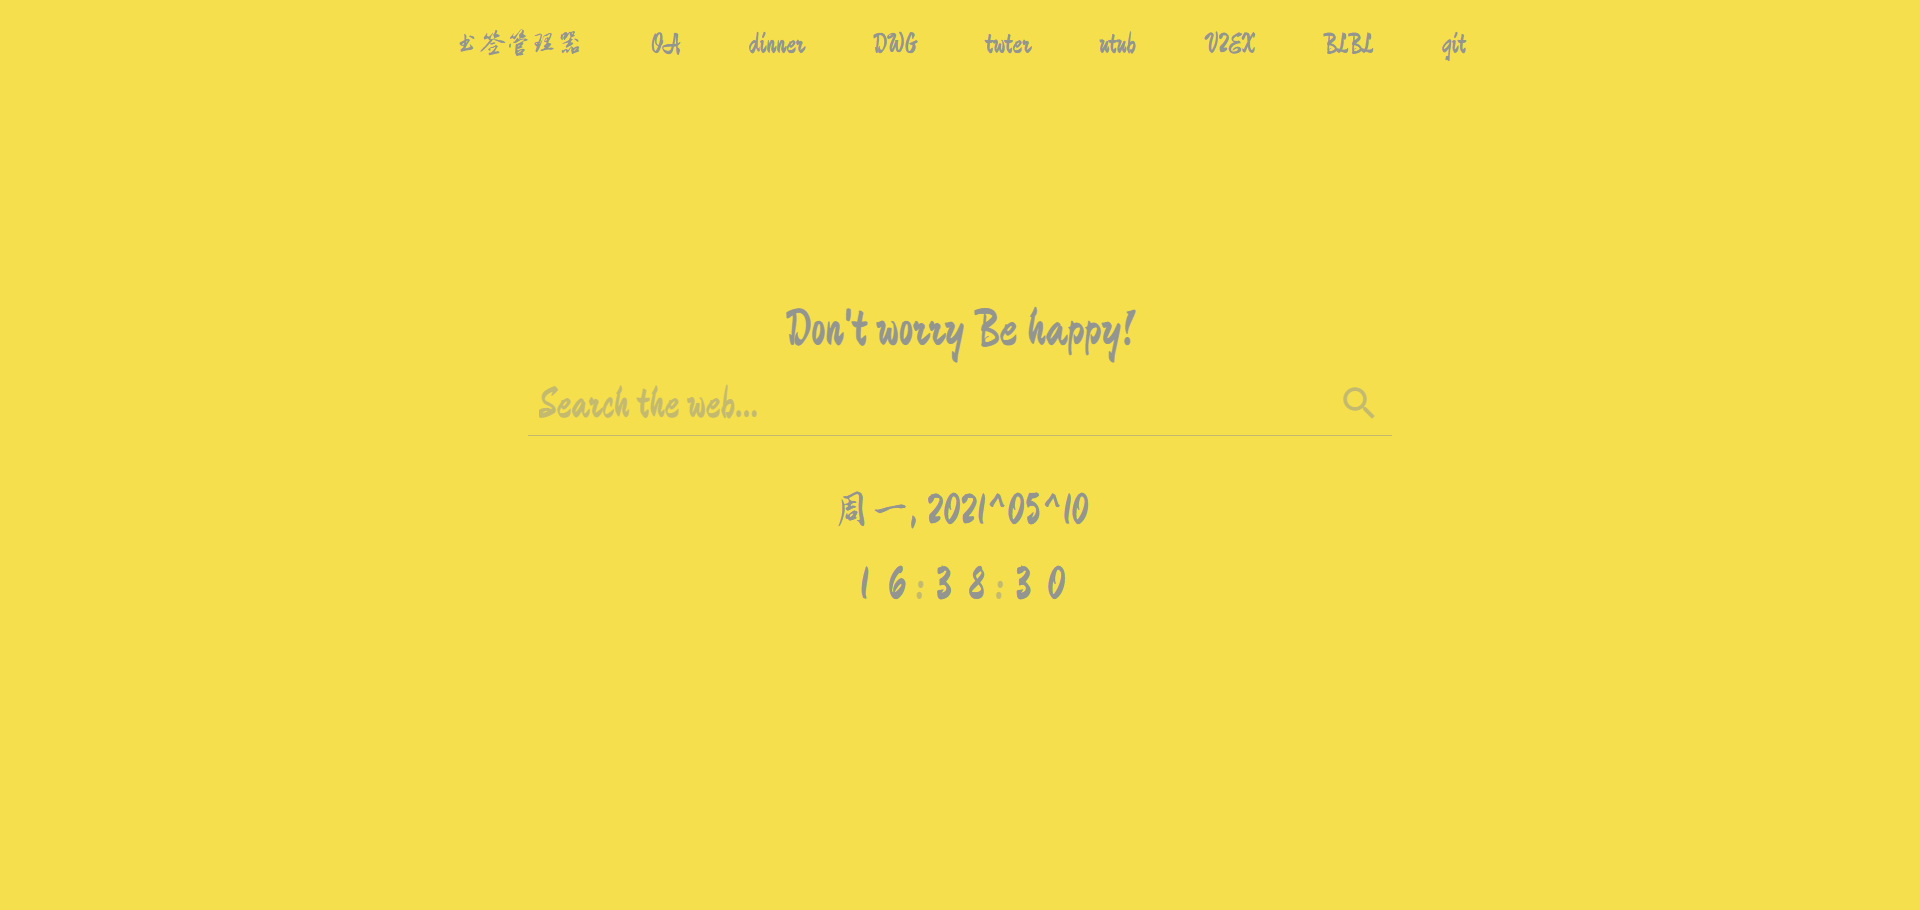 书签管理器 OA dinner DWG twter utub V2EX BLBL git
Don't worry Be happy!
Search the web...
周一, 2021^05^10
16:38:30